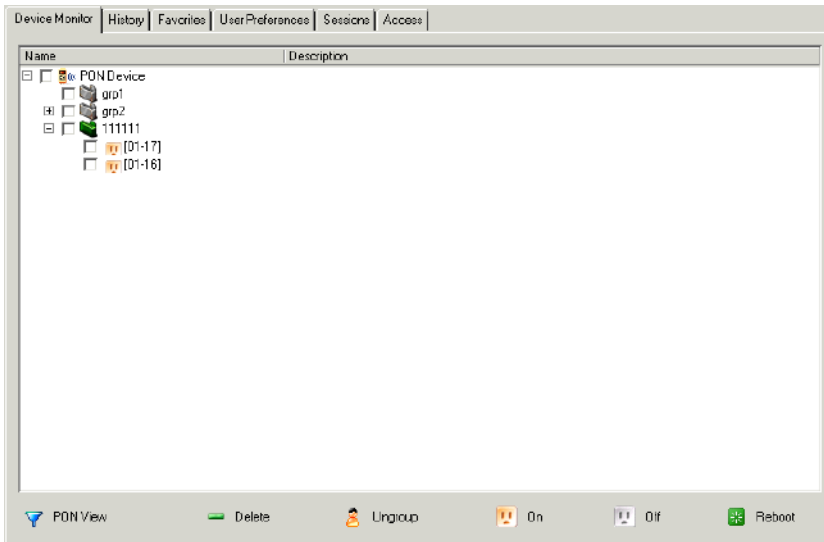 Device Monitor History Favorites User Preferences Sessions Access
Name Description
PON Device
grp1
grp2
111111
[01-17]
[01-16]
PON View Delete Ungroup On Off Reboot